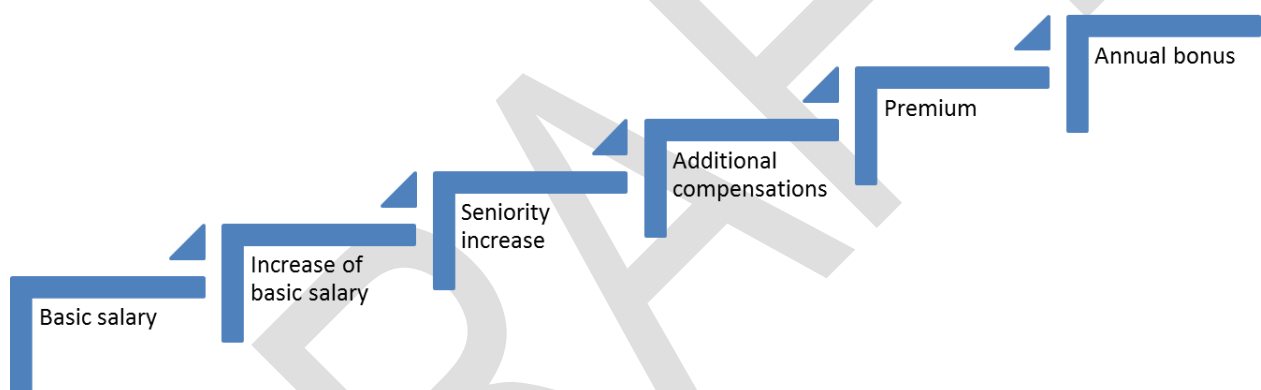 Annual bonus
Premium
Additional
compensations
Seniority
increase
Increase of
basic salary
Basic salary